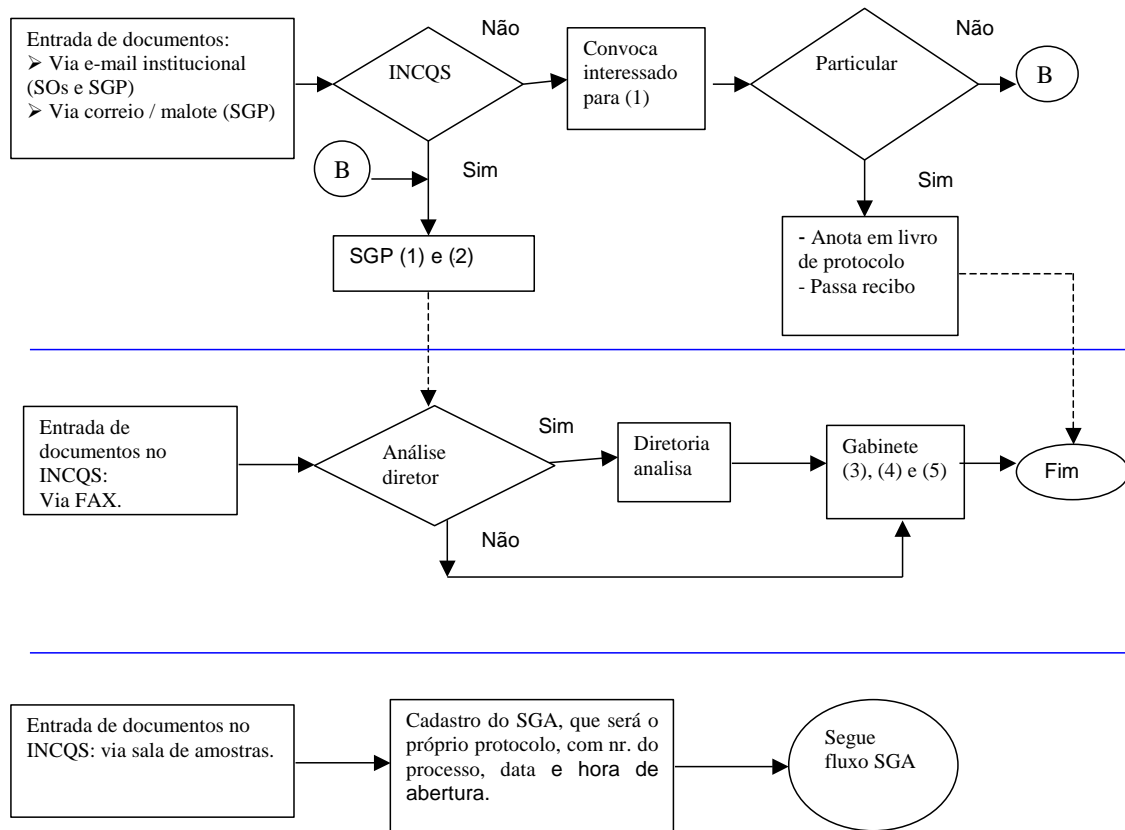 Entrada de documentos:
➢ Via e-mail institucional
(SOs e SGP)
➢ Via correio / malote (SGP)
INCQS
Não
Convoca
interessado
para (1)
Particular
Não
B
B
Sim
Sim
SGP (1) e (2)
- Anota em livro
de protocolo
- Passa recibo
Entrada de
documentos no
INCQS:
Via FAX.
Análise
diretor
Sim
Não
Diretoria
analisa
Gabinete
(3), (4) e (5)
Fim
Entrada de documentos no
INCQS: via sala de amostras.
Cadastro do SGA, que será o
próprio protocolo, com nr. do
processo, data e hora de
abertura.
Segue
fluxo SGA